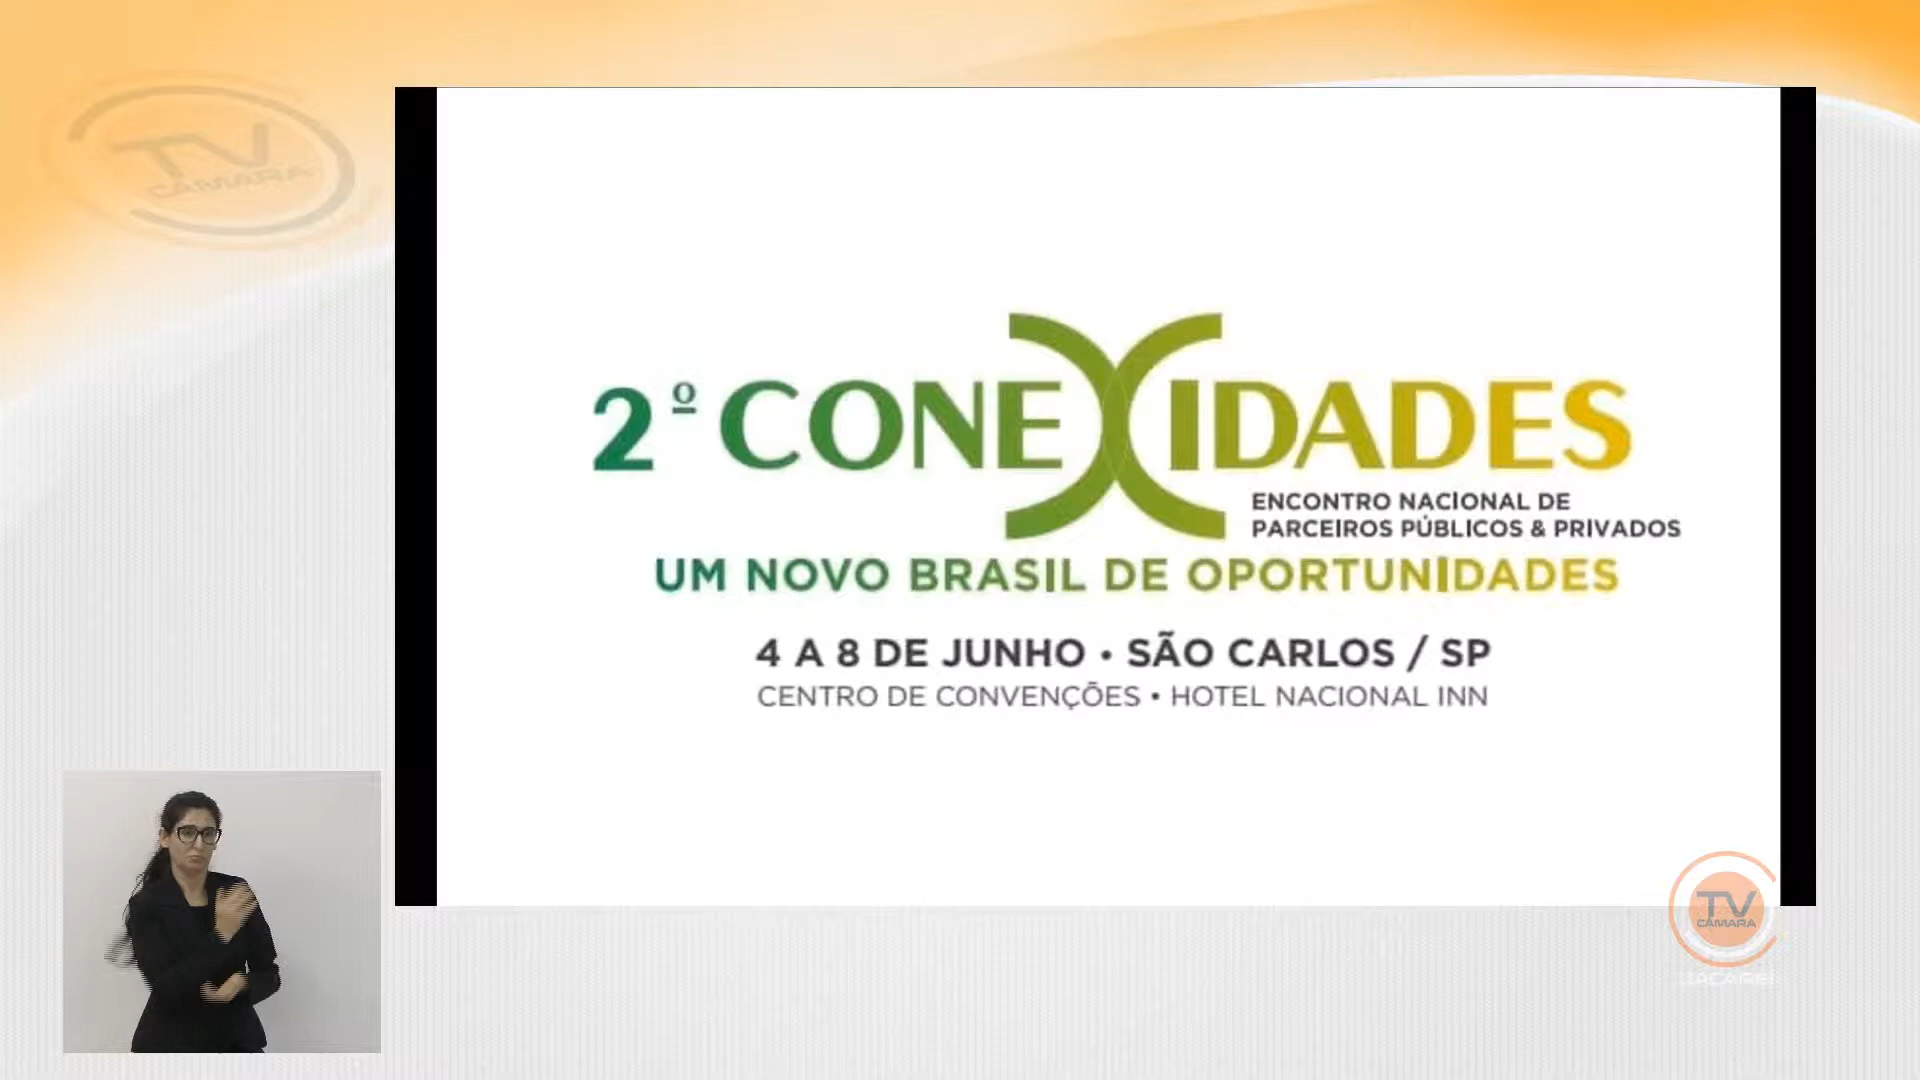 TV
CÂMARA
2º CONEXIDADES
ENCONTRO NACIONAL DE
PARCEIROS PÚBLICOS & PRIVADOS
UM NOVO BRASIL DE OPORTUNIDADES
4 A 8 DE JUNHO • SÃO CARLOS / SP
CENTRO DE CONVENÇÕES • HOTEL NACIONAL INN
TV
CÂMARA
JACAREÍ